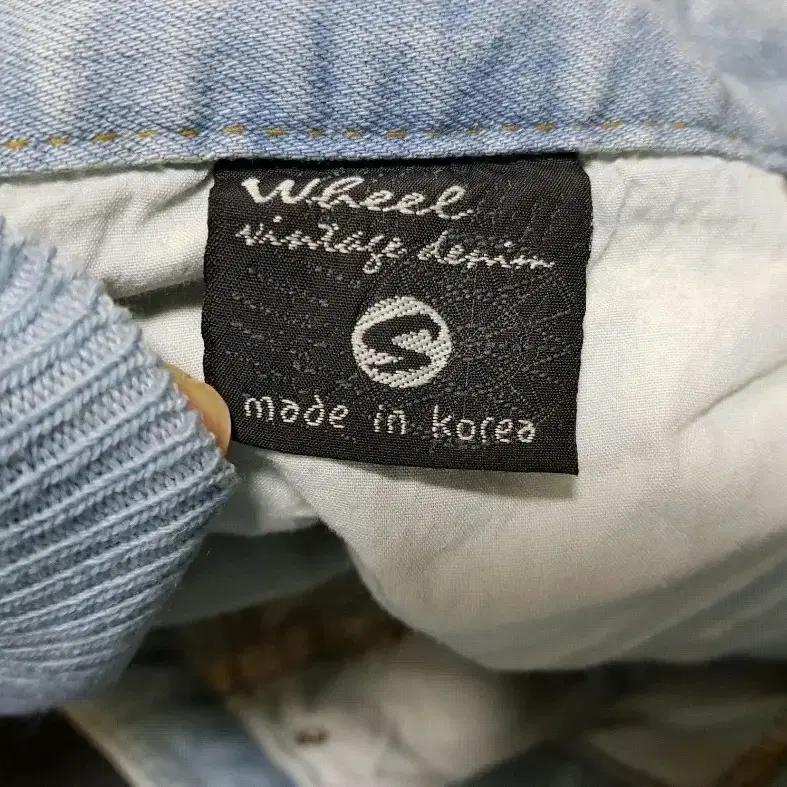 Wheel
vintage denim
S
made in korea